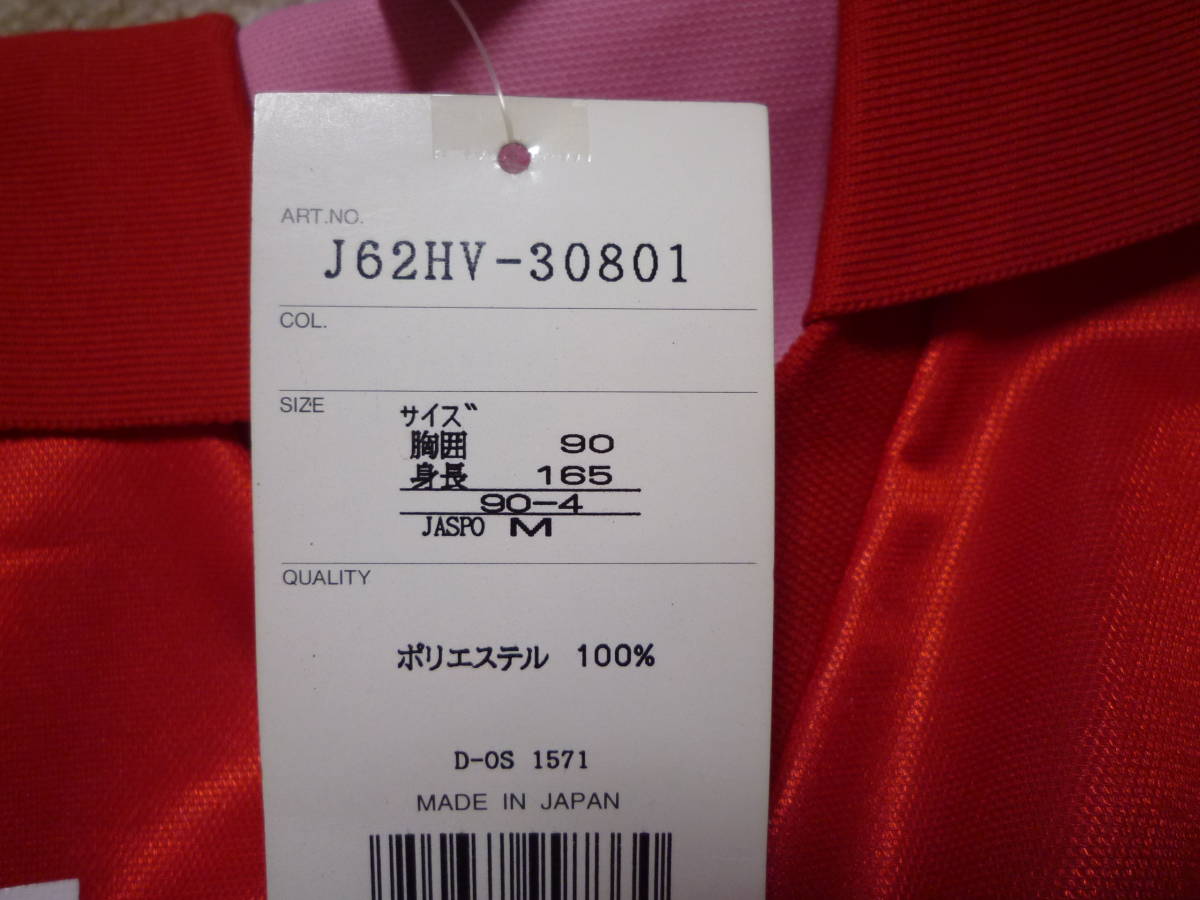 ART.NO.
J62HV-30801
COL.
SIZE
サイズ
胸囲 90
身長 165
90-4
JASPO M
QUALITY
ポリエステル 100%
D-OS 1571
MADE IN JAPAN